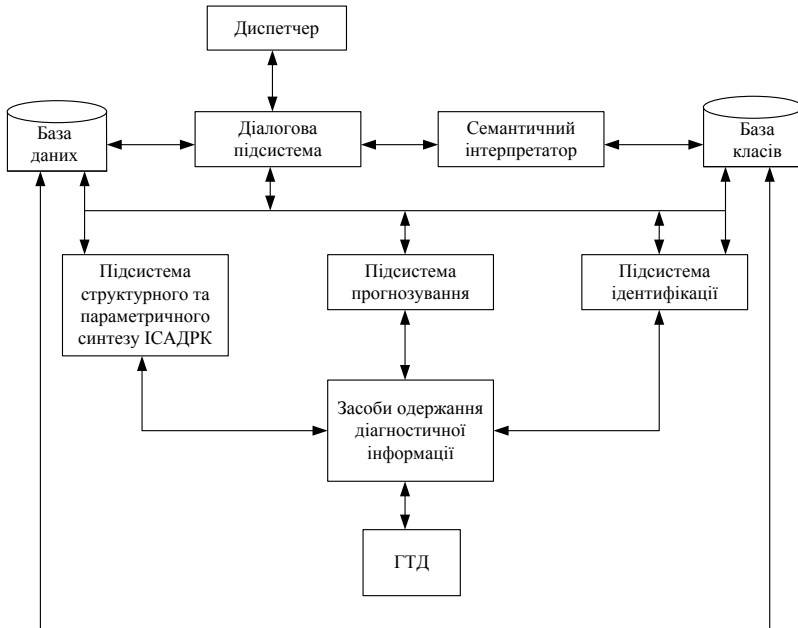 Диспетчер
База
даних
Діалогова
підсистема
Семантичний
інтерпретатор
База
класів
Підсистема
структурного та
параметричного
синтезу ІСАДРК
Підсистема
прогнозування
Підсистема
ідентифікації
Засоби одержання
діагностичної
інформації
ГТД